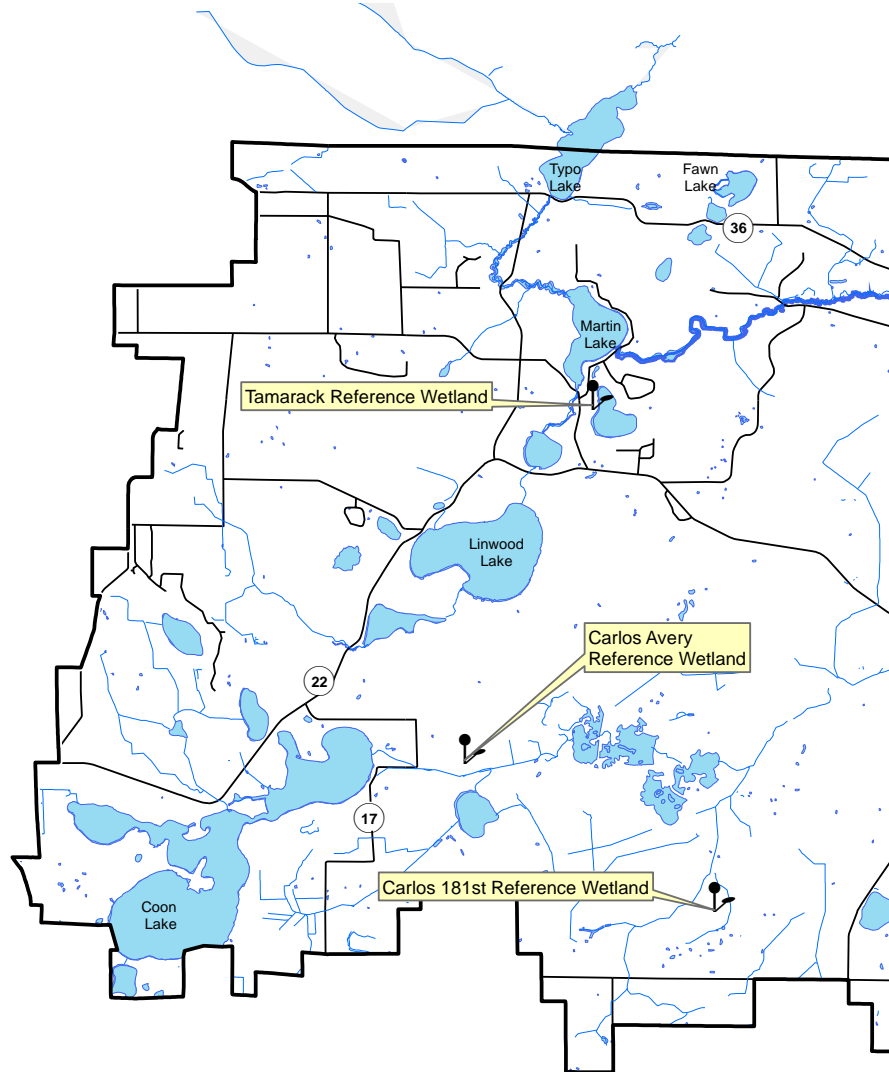 Typo
Lake
Fawn
Lake
36
Martin
Lake
Tamarack Reference Wetland
Linwood
Lake
Carlos Avery
Reference Wetland
22
17
Carlos 181st Reference Wetland
Coon
Lake